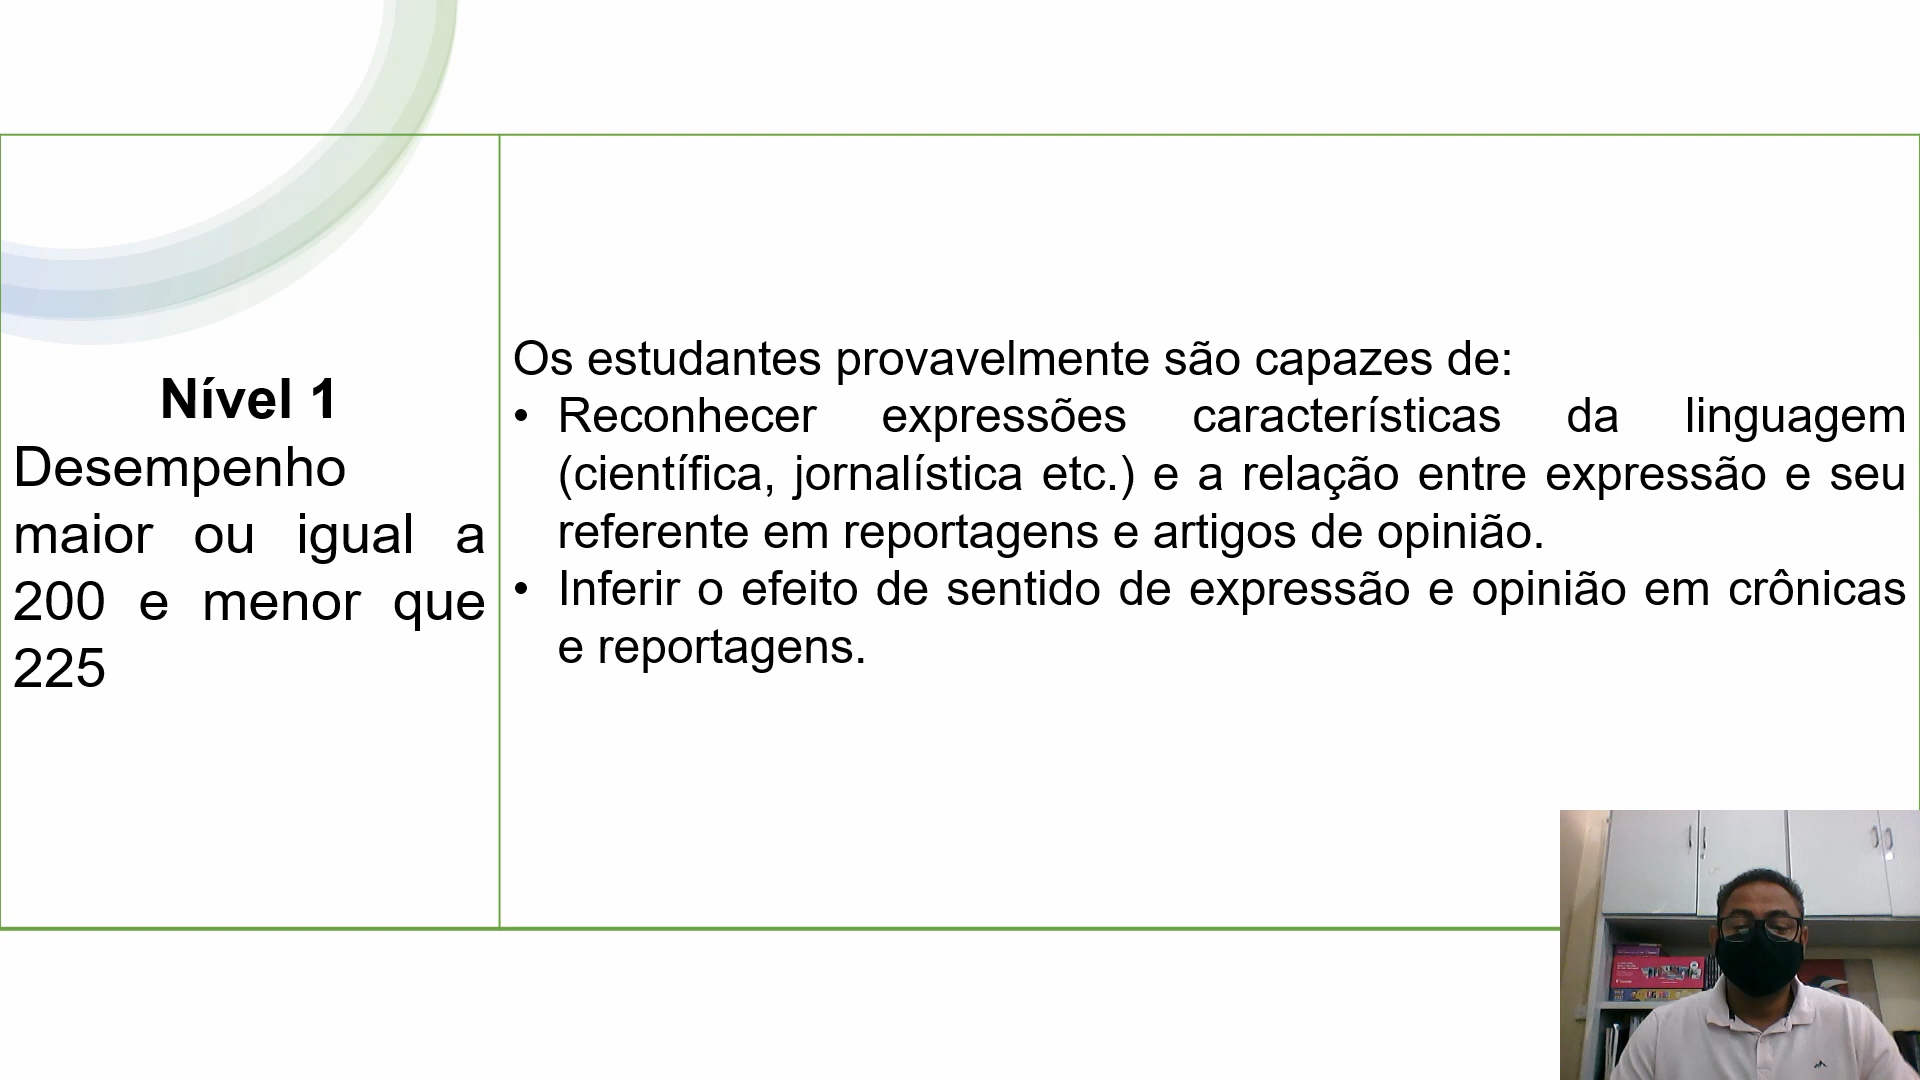 Nível 1
Desempenho
maior ou igual a
200 e menor que
225
Os estudantes provavelmente são capazes de:
• Reconhecer expressões características da linguagem
(científica, jornalística etc.) e a relação entre expressão e seu
referente em reportagens e artigos de opinião.
• Inferir o efeito de sentido de expressão e opinião em crônicas
e reportagens.